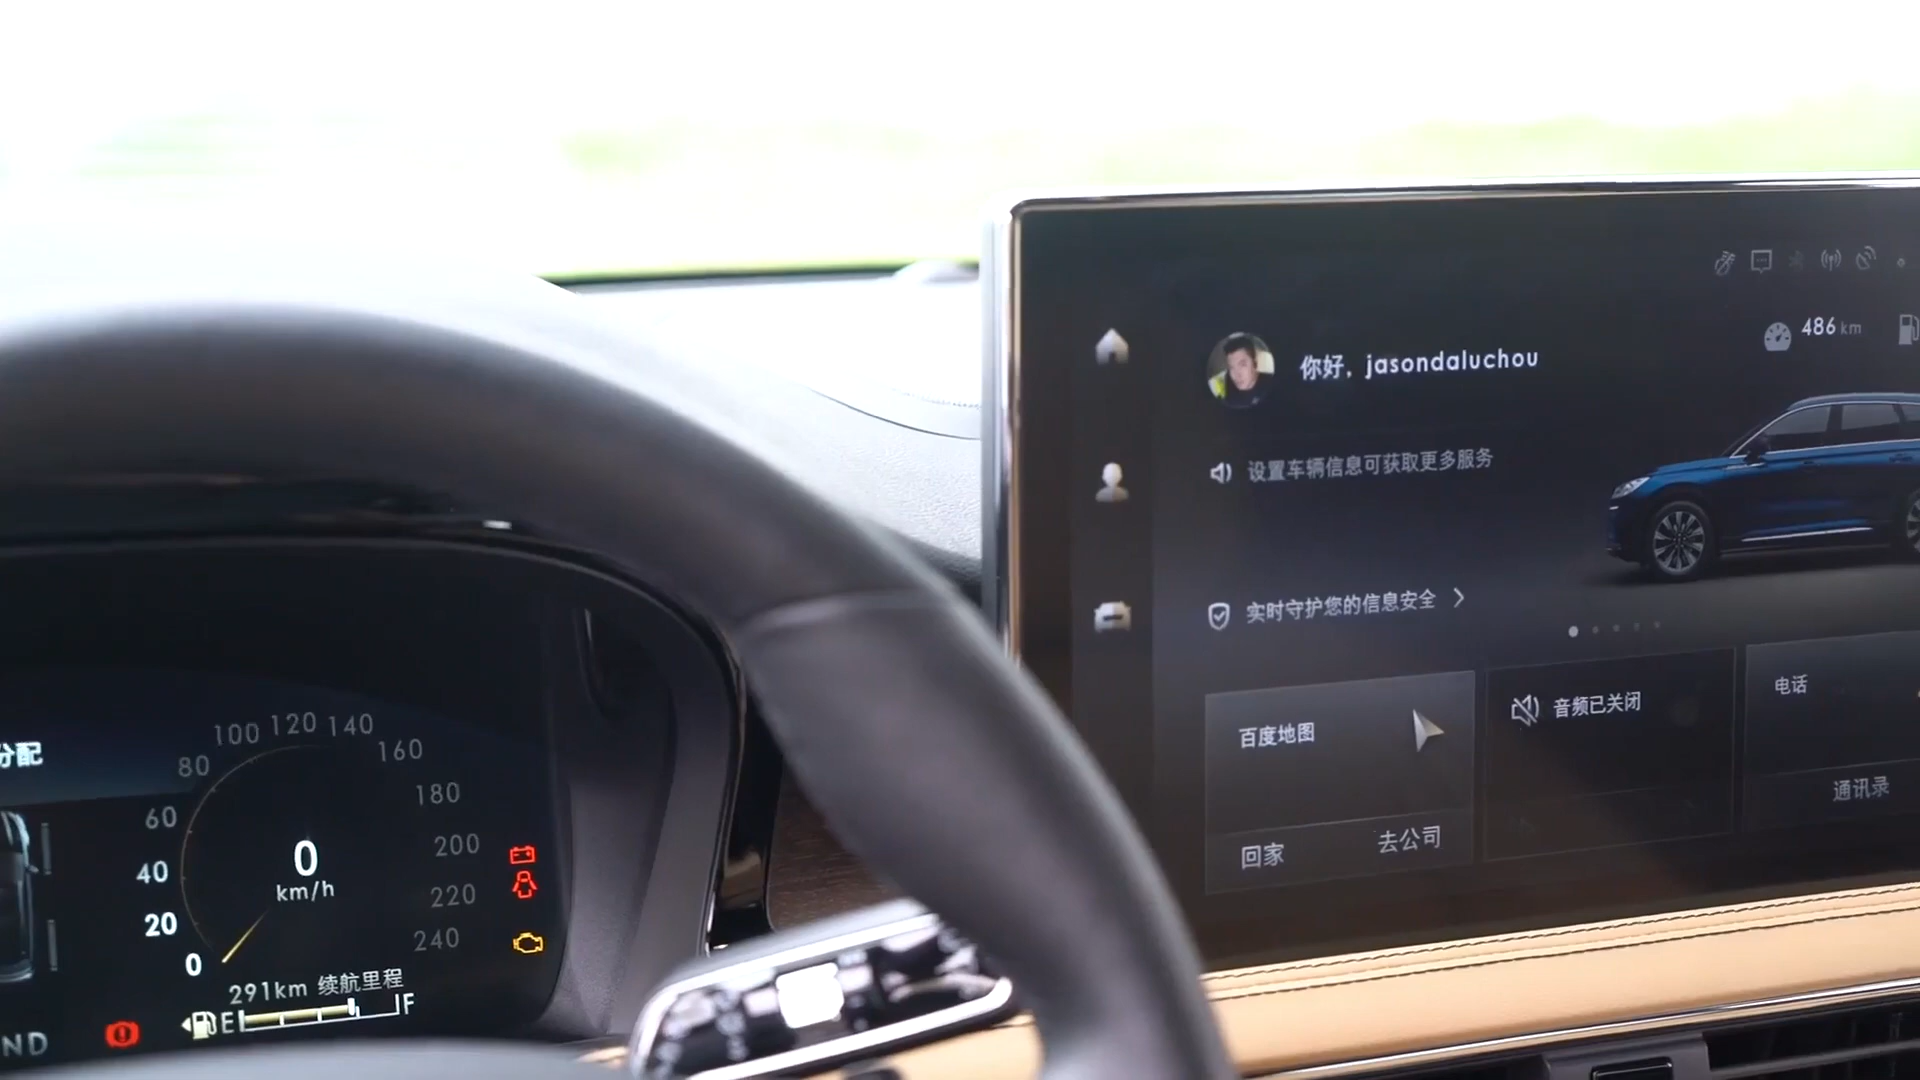 分配
0
20
40
60
80
100
120
140
160
180
200
220
240
0
km/h
291km 续航里程
E
F
ND
486 km
你好，jasondaluchou
设置车辆信息可获取更多服务
实时守护您的信息安全
百度地图
回家
去公司
音频已关闭
电话
通讯录